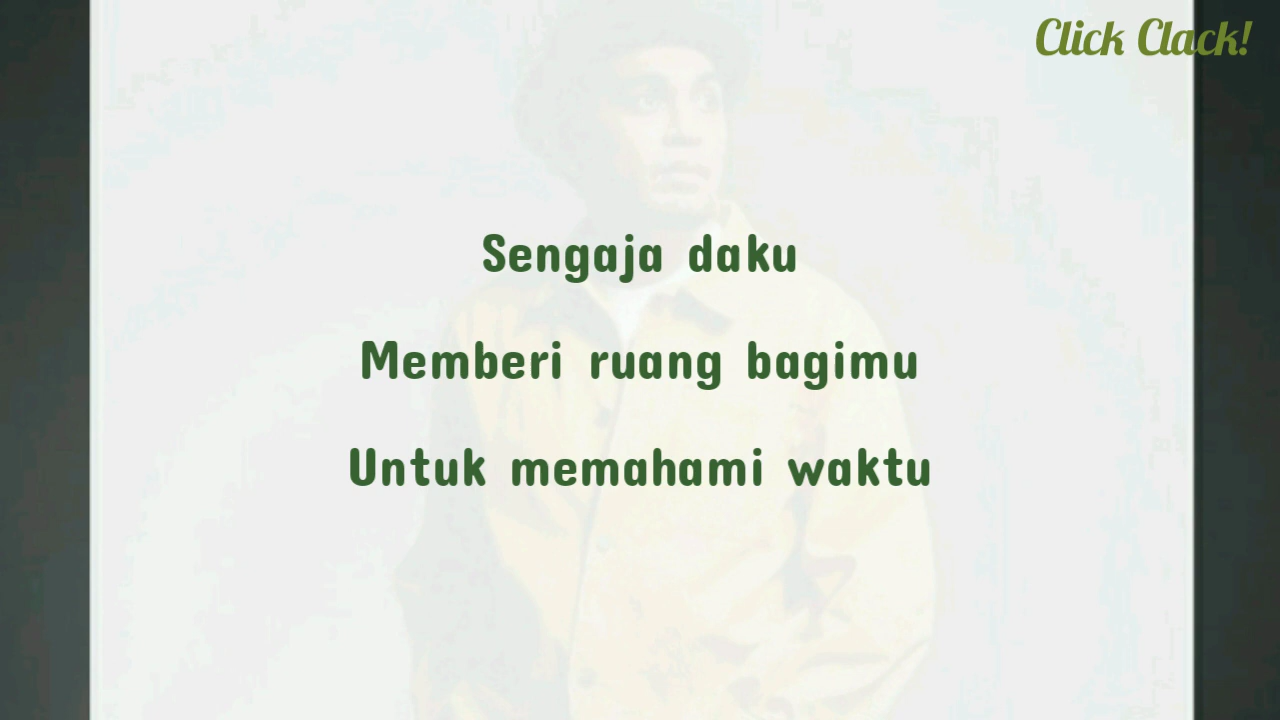 Click Clack!
Sengaja daku
Memberi ruang bagimu
Untuk memahami waktu